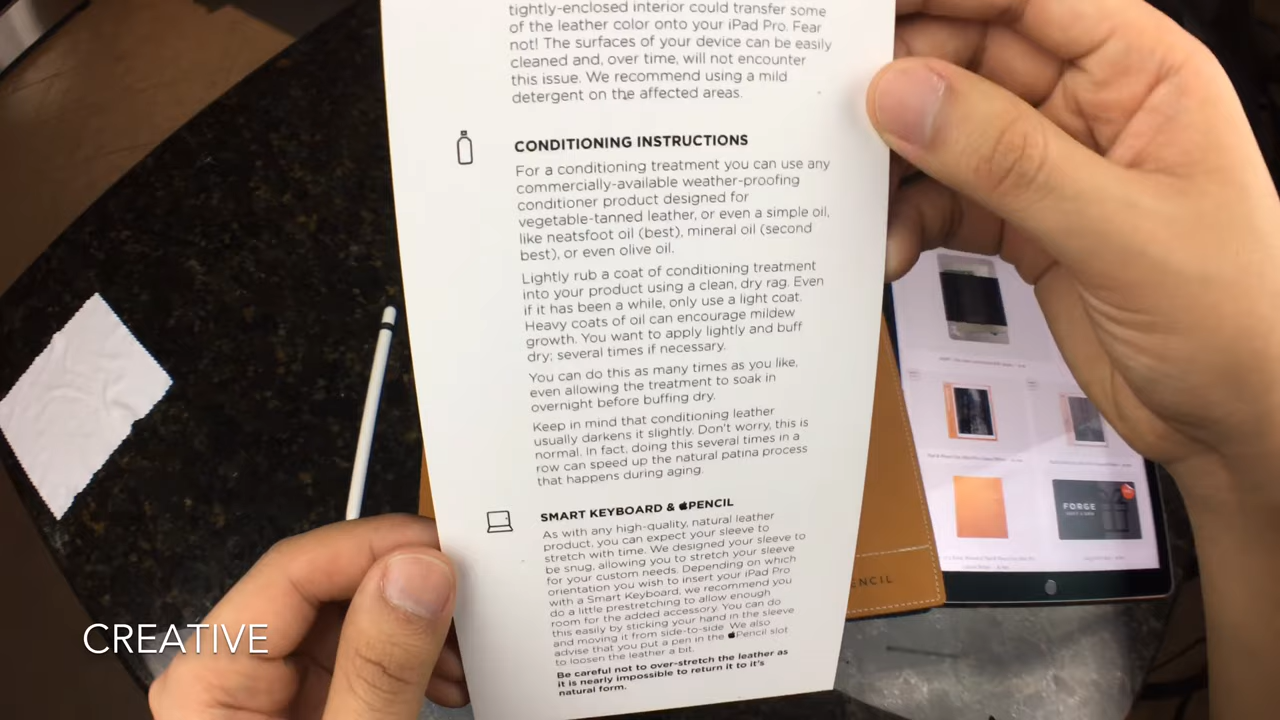 tightly-enclosed interior could transfer some
of the leather color onto your iPad Pro. Fear
not! The surfaces of your device can be easily
cleaned and, over time, will not encounter
this issue. We recommend using a mild
detergent on the affected areas.
CONDITIONING INSTRUCTIONS
For a conditioning treatment you can use any
commercially-available weather-proofing
conditioner product designed for
vegetable-tanned leather, or even a simple oil,
like neatsfoot oil (best), mineral oil (second
best), or even olive oil.
Lightly rub a coat of conditioning treatment
into your product using a clean, dry rag. Even
if it has been a while, only use a light coat.
Heavy coats of oil can encourage mildew
growth. You want to apply lightly and buff
dry; several times if necessary.
You can do this as many times as you like,
even allowing the treatment to soak in
overnight before buffing dry.
Keep in mind that conditioning leather
usually darkens it slightly. Don't worry, this is
normal. In fact, doing this several times in a
row can speed up the natural patina process
that happens during aging.
SMART KEYBOARD & PENCIL
As with any high-quality, natural leather
product, you can expect your sleeve to
stretch with time. We designed your sleeve to
be snug, allowing you to stretch your sleeve
for your custom needs. Depending on which
orientation you wish to insert your iPad Pro
with a Smart Keyboard, we recommend you
do a little prestretching to allow enough
room for the added accessory. You can do
this easily by sticking your hand in the sleeve
and moving it from side-to-side. We also
advise that you put a pen in the Pencil slot
to loosen the leather a bit.
Be careful not to over-stretch the leather as
it is nearly impossible to return it to it's
natural form.
ENCIL
FORGE
CREATIVE